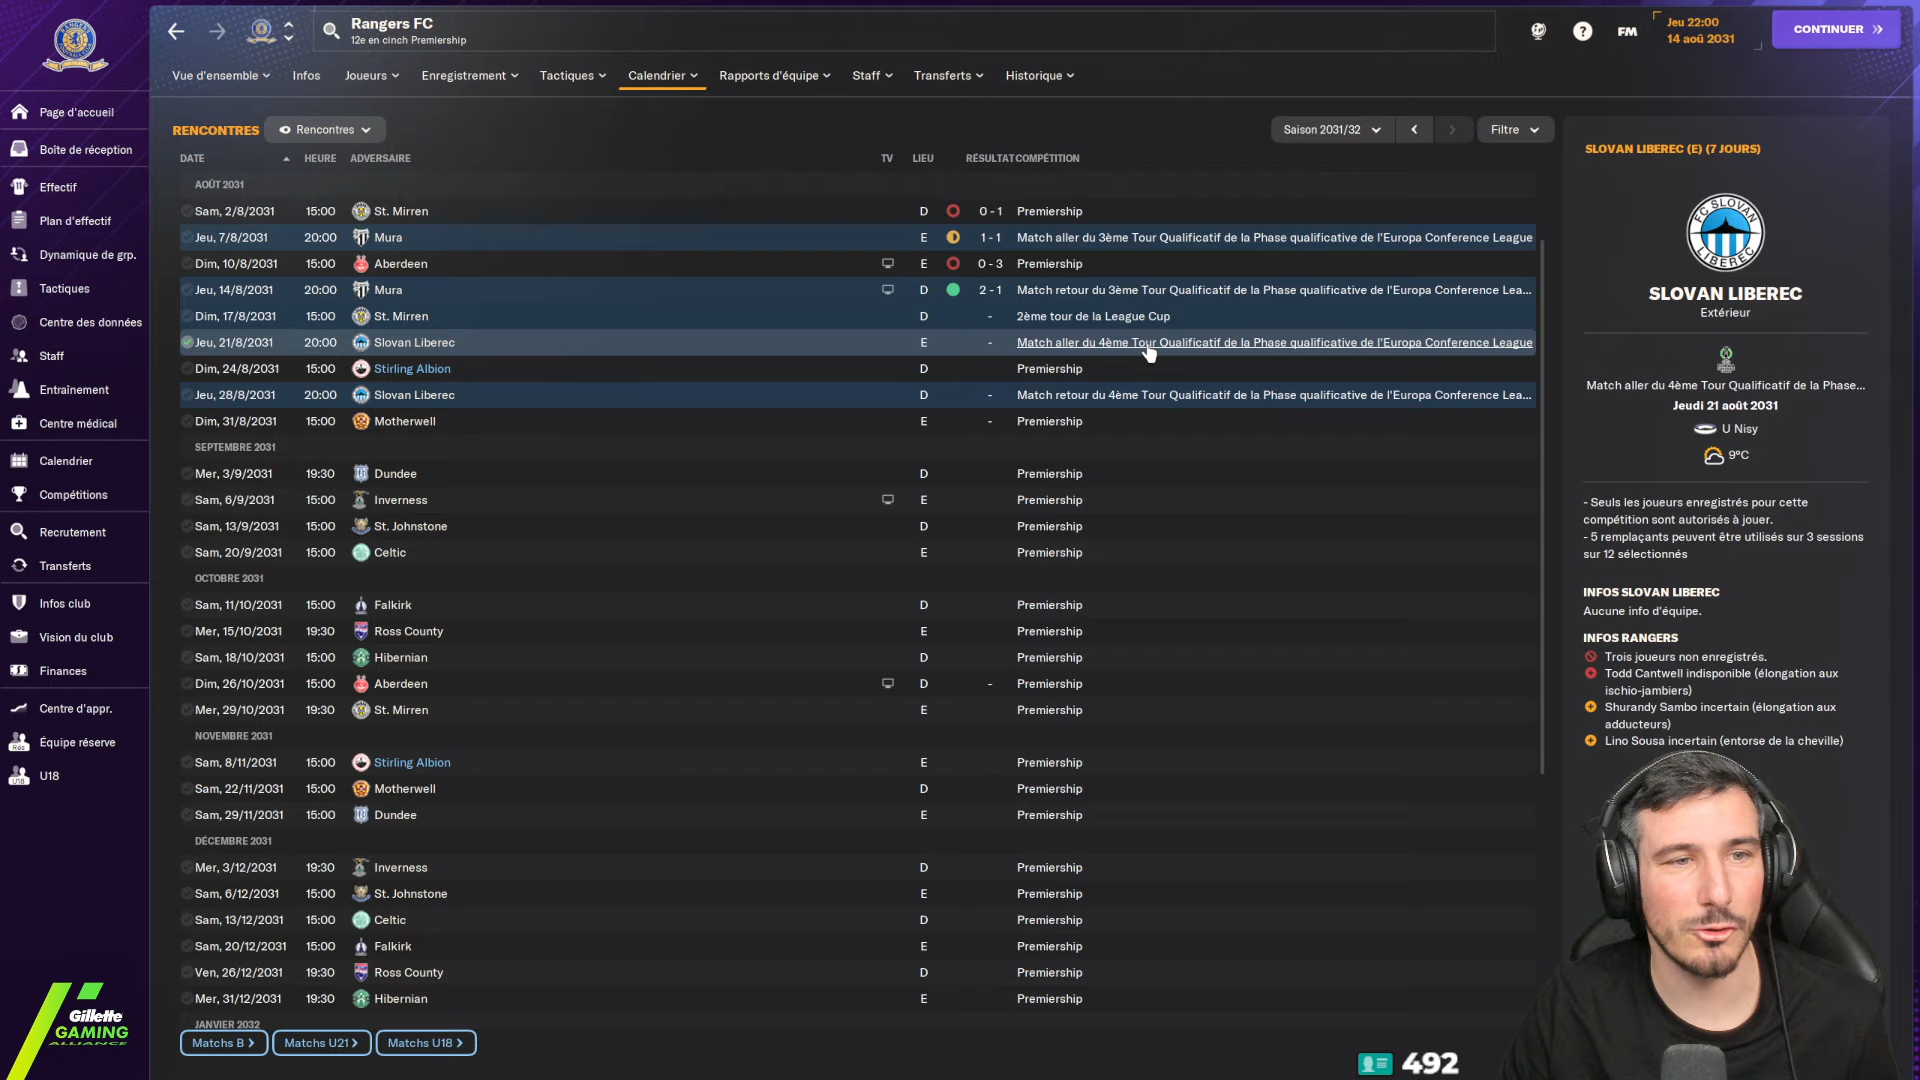 Rangers FC
12e en cinch Premiership
Jeu 22:00
14 aoû 2031
FM
CONTINUER
Vue d'ensemble
Infos
Joueurs
Enregistrement
Tactiques
Calendrier
Rapports d'équipe
Staff
Transferts
Historique
Page d'accueil
Boîte de réception
Effectif
Plan d'effectif
Dynamique de grp.
Tactiques
Centre des données
Staff
Entraînement
Centre médical
Calendrier
Compétitions
Recrutement
Transferts
Infos club
Vision du club
Finances
Centre d'appr.
Équipe réserve
U18
Gillette
GAMING
ALLIANCE
RENCONTRES
Rencontres
Saison 2031/32
Filtre
DATE HEURE ADVERSAIRE TV LIEU RÉSULTAT COMPÉTITION
AOÛT 2031
Sam, 2/8/2031 15:00 St. Mirren D 0 - 1 Premiership
Jeu, 7/8/2031 20:00 Mura E 1 - 1 Match aller du 3ème Tour Qualificatif de la Phase qualificative de l'Europa Conference League
Dim, 10/8/2031 15:00 Aberdeen E 0 - 3 Premiership
Jeu, 14/8/2031 20:00 Mura D 2 - 1 Match retour du 3ème Tour Qualificatif de la Phase qualificative de l'Europa Conference Lea...
Dim, 17/8/2031 15:00 St. Mirren D - 2ème tour de la League Cup
Jeu, 21/8/2031 20:00 Slovan Liberec E - Match aller du 4ème Tour Qualificatif de la Phase qualificative de l'Europa Conference League
Dim, 24/8/2031 15:00 Stirling Albion D Premiership
Jeu, 28/8/2031 20:00 Slovan Liberec D - Match retour du 4ème Tour Qualificatif de la Phase qualificative de l'Europa Conference Lea...
Dim, 31/8/2031 15:00 Motherwell E - Premiership
SEPTEMBRE 2031
Mer, 3/9/2031 19:30 Dundee D Premiership
Sam, 6/9/2031 15:00 Inverness E Premiership
Sam, 13/9/2031 15:00 St. Johnstone D Premiership
Sam, 20/9/2031 15:00 Celtic E Premiership
OCTOBRE 2031
Sam, 11/10/2031 15:00 Falkirk D Premiership
Mer, 15/10/2031 19:30 Ross County E Premiership
Sam, 18/10/2031 15:00 Hibernian D Premiership
Dim, 26/10/2031 15:00 Aberdeen D - Premiership
Mer, 29/10/2031 19:30 St. Mirren E Premiership
NOVEMBRE 2031
Sam, 8/11/2031 15:00 Stirling Albion E Premiership
Sam, 22/11/2031 15:00 Motherwell D Premiership
Sam, 29/11/2031 15:00 Dundee E Premiership
DÉCEMBRE 2031
Mer, 3/12/2031 19:30 Inverness D Premiership
Sam, 6/12/2031 15:00 St. Johnstone E Premiership
Sam, 13/12/2031 15:00 Celtic D Premiership
Sam, 20/12/2031 15:00 Falkirk E Premiership
Ven, 26/12/2031 19:30 Ross County D Premiership
Mer, 31/12/2031 19:30 Hibernian E Premiership
JANVIER 2032
Matchs B
Matchs U21
Matchs U18
SLOVAN LIBEREC (E) (7 JOURS)
FC SLOVAN
LIBEREC
SLOVAN LIBEREC
Extérieur
Match aller du 4ème Tour Qualificatif de la Phase...
Jeudi 21 août 2031
U Nisy
9°C
- Seuls les joueurs enregistrés pour cette
compétition sont autorisés à jouer.
- 5 remplaçants peuvent être utilisés sur 3 sessions
sur 12 sélectionnés
INFOS SLOVAN LIBEREC
Aucune info d'équipe.
INFOS RANGERS
Trois joueurs non enregistrés.
Todd Cantwell indisponible (élongation aux
ischio-jambiers)
Shurandy Sambo incertain (élongation aux
adducteurs)
Lino Sousa incertain (entorse de la cheville)
492